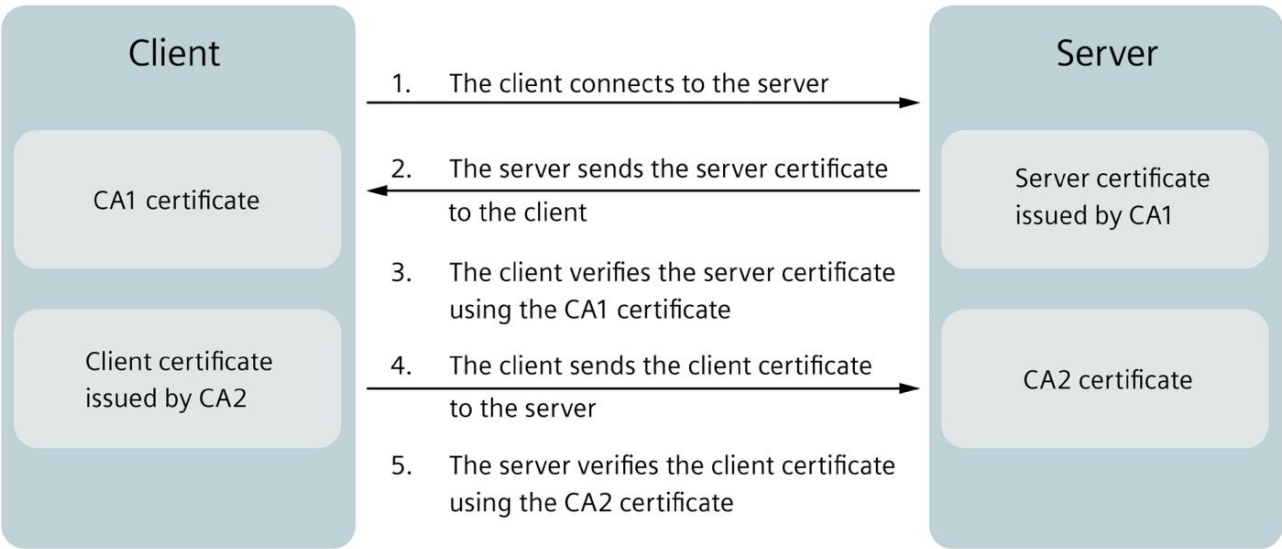 Client
CA1 certificate
Client certificate
issued by CA2
1. The client connects to the server
2. The server sends the server certificate
to the client
3. The client verifies the server certificate
using the CA1 certificate
4. The client sends the client certificate
to the server
5. The server verifies the client certificate
using the CA2 certificate
Server
Server certificate
issued by CA1
CA2 certificate